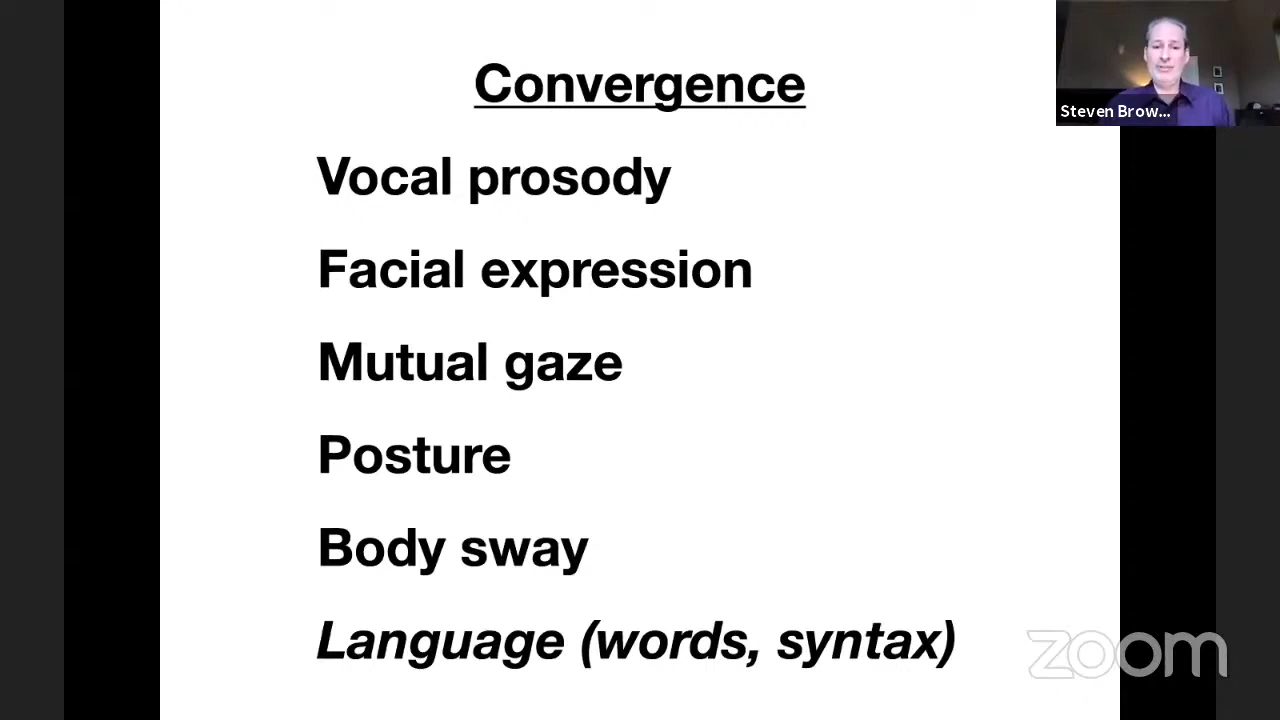 Convergence
Steven Brow...
Vocal prosody
Facial expression
Mutual gaze
Posture
Body sway
Language (words, syntax)
zoom